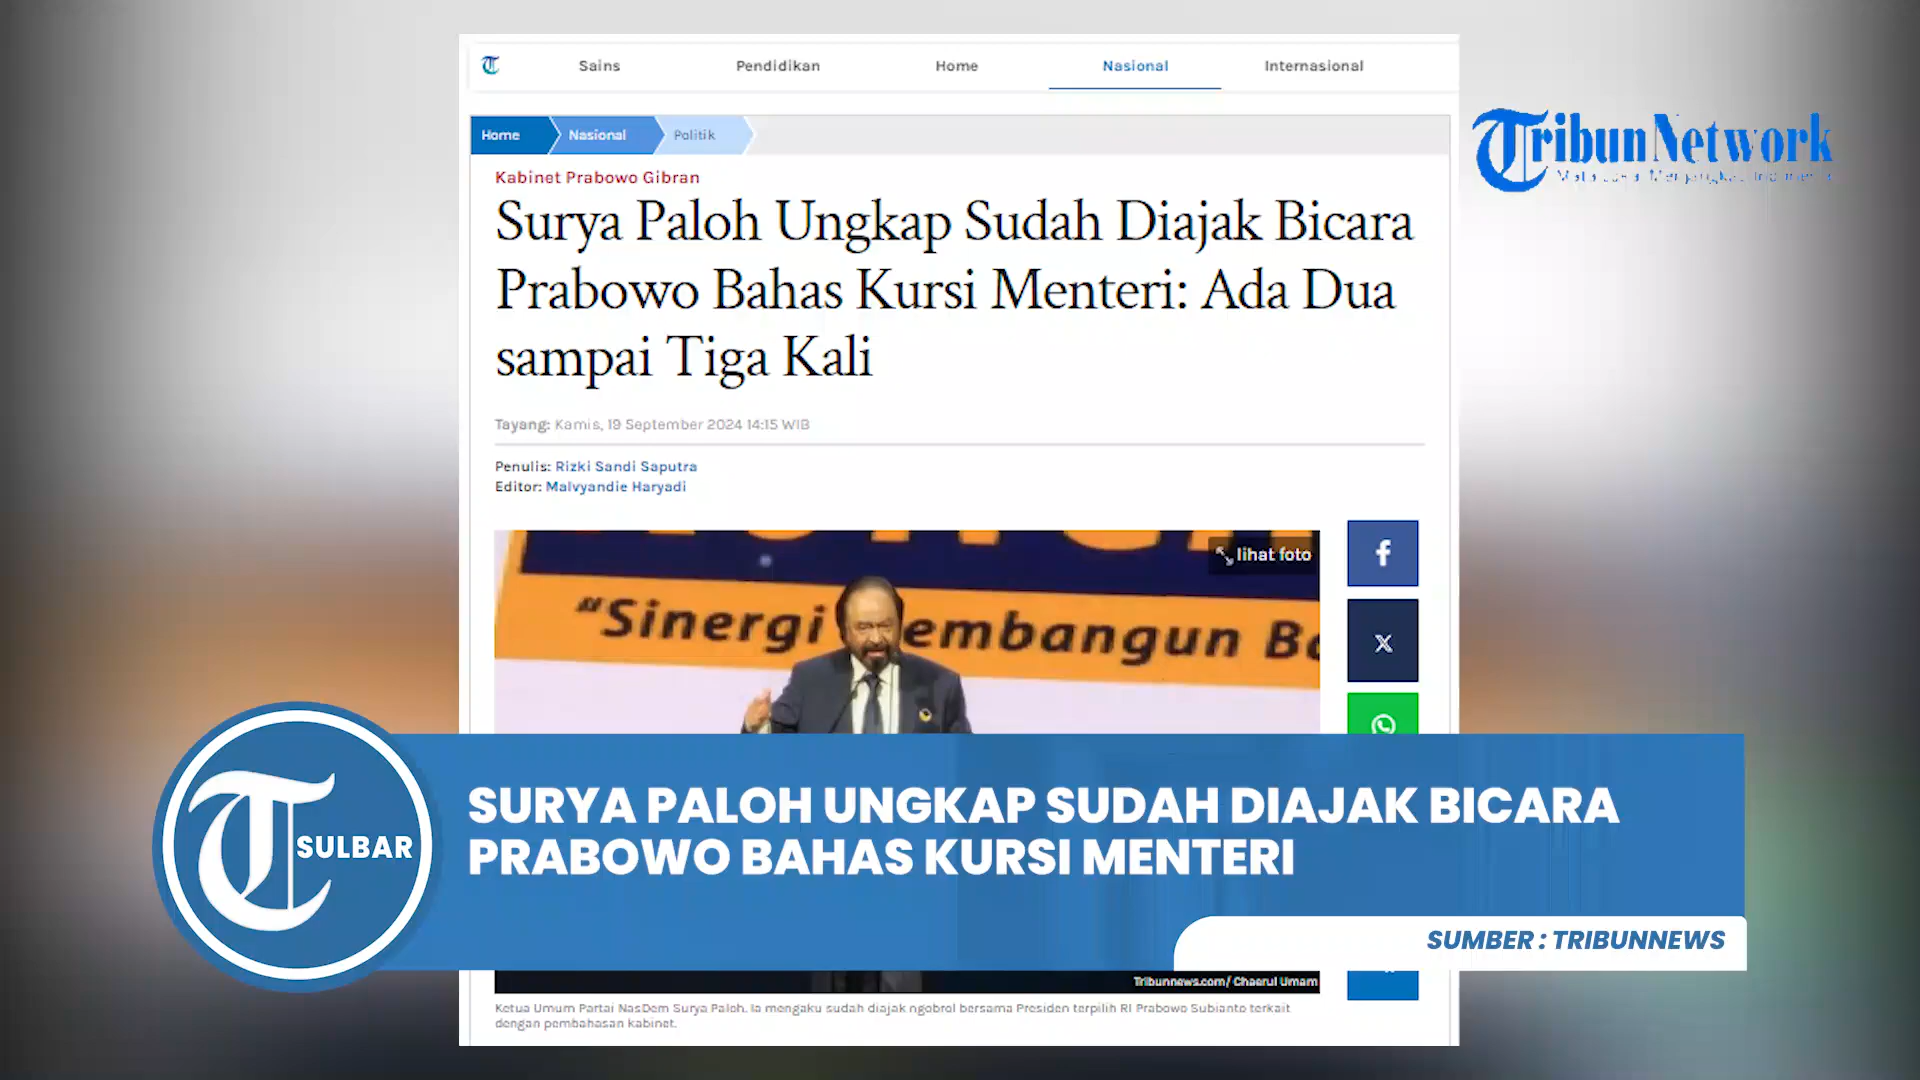 Sains Pendidikan Home Nasional Internasional
Tribun Network
Home Nasional Politik
Kabinet Prabowo Gibran
Surya Paloh Ungkap Sudah Diajak Bicara
Prabowo Bahas Kursi Menteri: Ada Dua
sampai Tiga Kali
Tayang: Kamis, 19 September 2024 14:15 WIB
Penulis: Rizki Sandi Saputra
Editor: Malvyandie Haryadi
lihat foto
"Sinergi embangun
SULBAR
SURYA PALOH UNGKAP SUDAH DIAJAK BICARA
PRABOWO BAHAS KURSI MENTERI
SUMBER : TRIBUNNEWS
Tribunnews.com/ Chaerul Umam
Ketua Umum Partai NasDem Surya Paloh. Ia mengaku sudah diajak ngobrol bersama Presiden terpilih RI Prabowo Subianto terkait
dengan pembahasan kabinet.